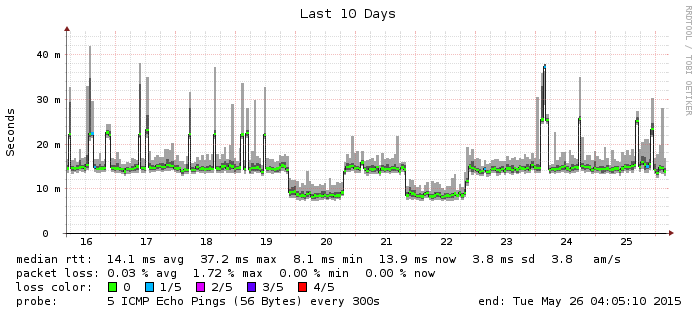 Last 10 Days
RRDTOOL / TOBI OETIKER
Seconds
40 m
30 m
20 m
10 m
0
16 17 18 19 20 21 22 23 24 25
median rtt: 14.1 ms avg 37.2 ms max 8.1 ms min 13.9 ms now 3.8 ms sd 3.8 am/s
packet loss: 0.03 % avg 1.72 % max 0.00 % min 0.00 % now
loss color: 0 1/5 2/5 3/5 4/5
probe: 5 ICMP Echo Pings (56 Bytes) every 300s end: Tue May 26 04:05:10 2015